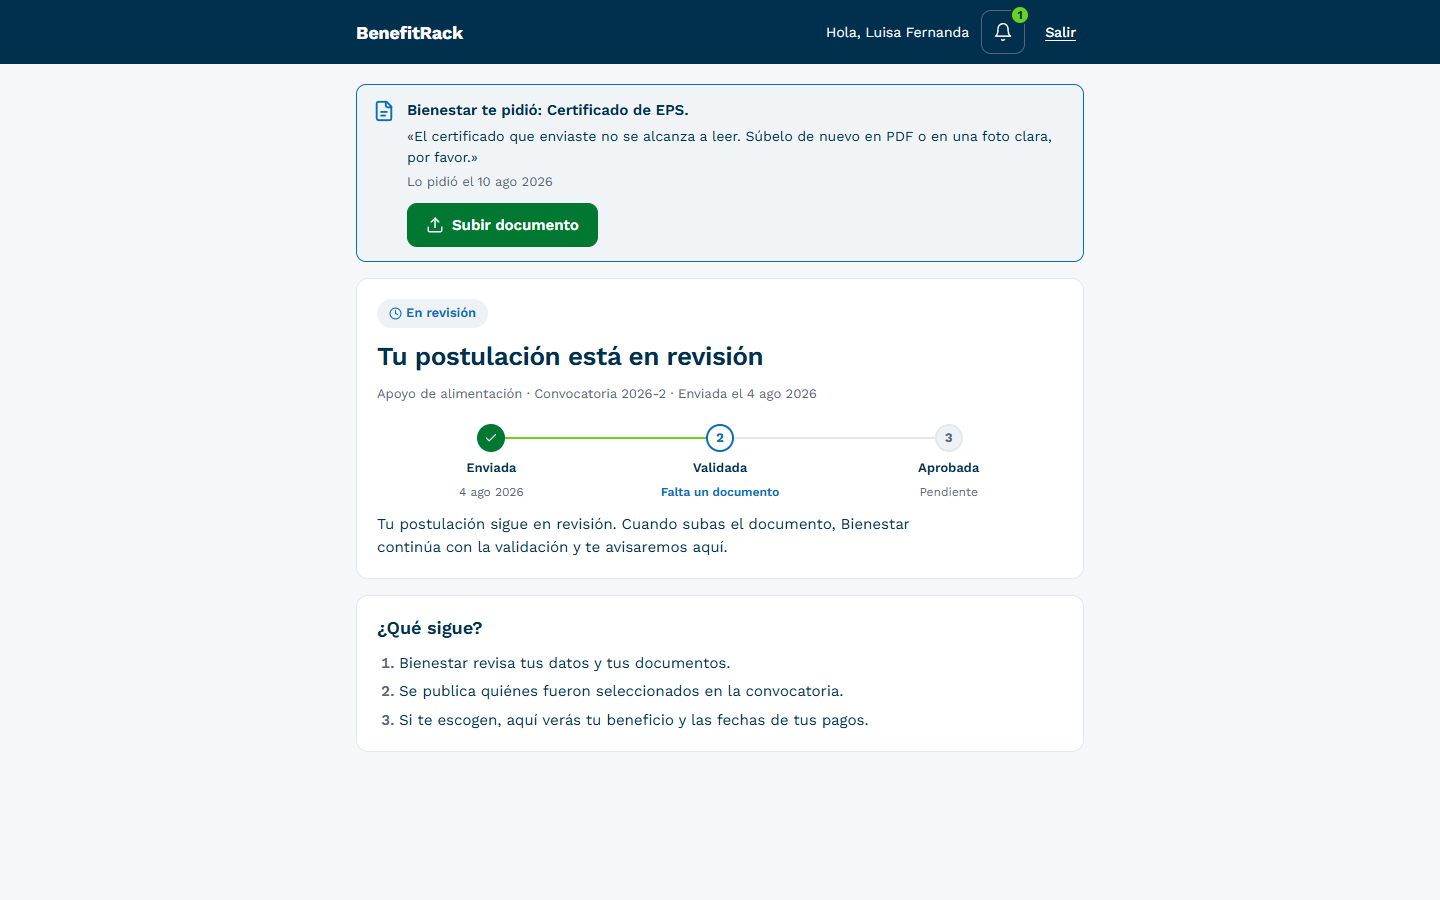 BenefitRack
Hola, Luisa Fernanda
1
Salir
Bienestar te pidió: Certificado de EPS.
«El certificado que enviaste no se alcanza a leer. Súbelo de nuevo en PDF o en una foto clara,
por favor.»
Lo pidió el 10 ago 2026
Subir documento
En revisión
Tu postulación está en revisión
Apoyo de alimentación · Convocatoria 2026-2 · Enviada el 4 ago 2026
2
3
Enviada
Validada
Aprobada
4 ago 2026
Falta un documento
Pendiente
Tu postulación sigue en revisión. Cuando subas el documento, Bienestar
continúa con la validación y te avisaremos aquí.
¿Qué sigue?
1. Bienestar revisa tus datos y tus documentos.
2. Se publica quiénes fueron seleccionados en la convocatoria.
3. Si te escogen, aquí verás tu beneficio y las fechas de tus pagos.